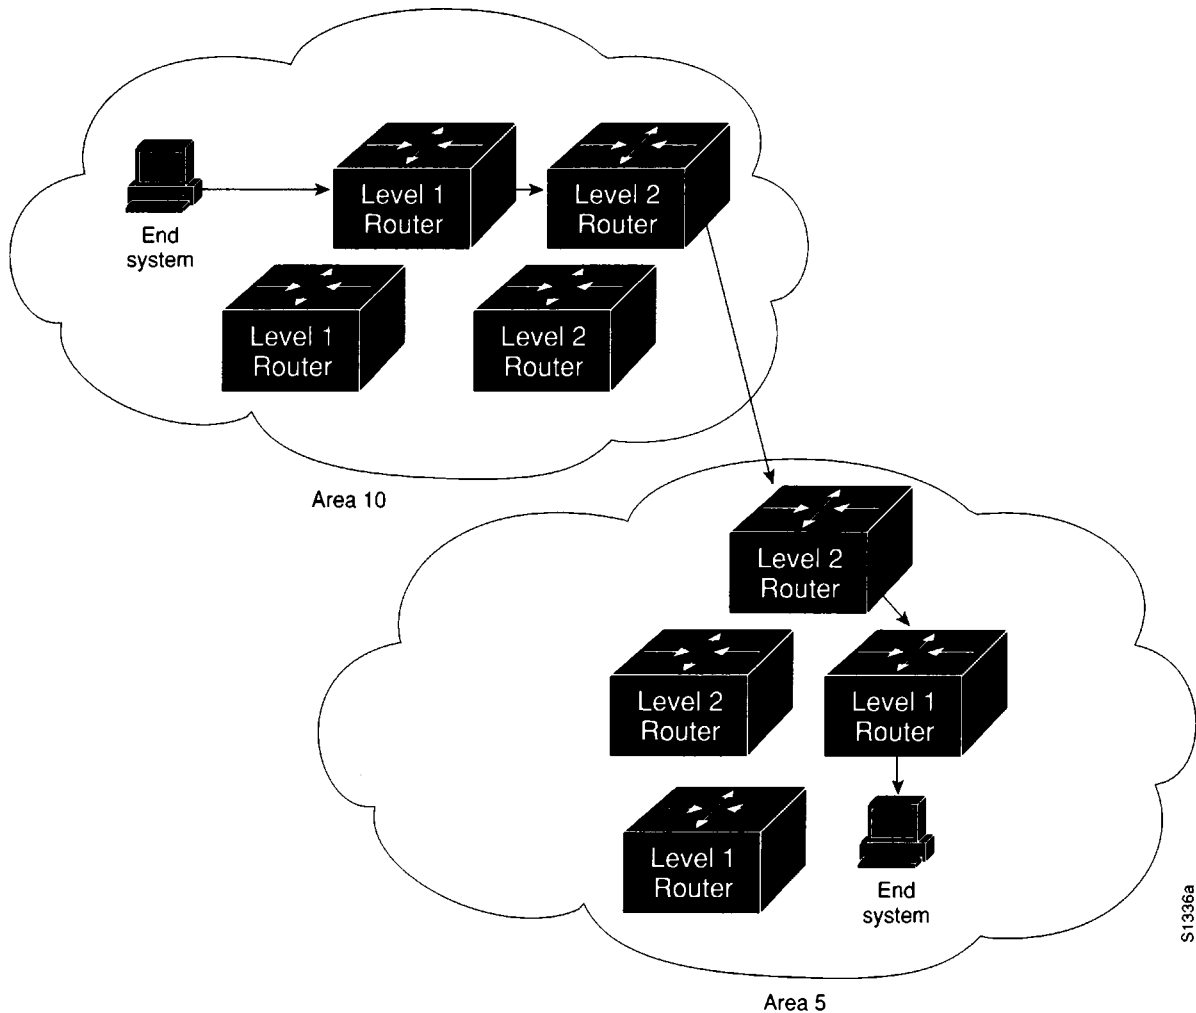 Level 1
Router
Level 2
Router
End
system
Level 1
Router
Level 2
Router
Area 10
Level 2
Router
Level 2
Router
Level 1
Router
Level 1
Router
End
system
S1336a
Area 5